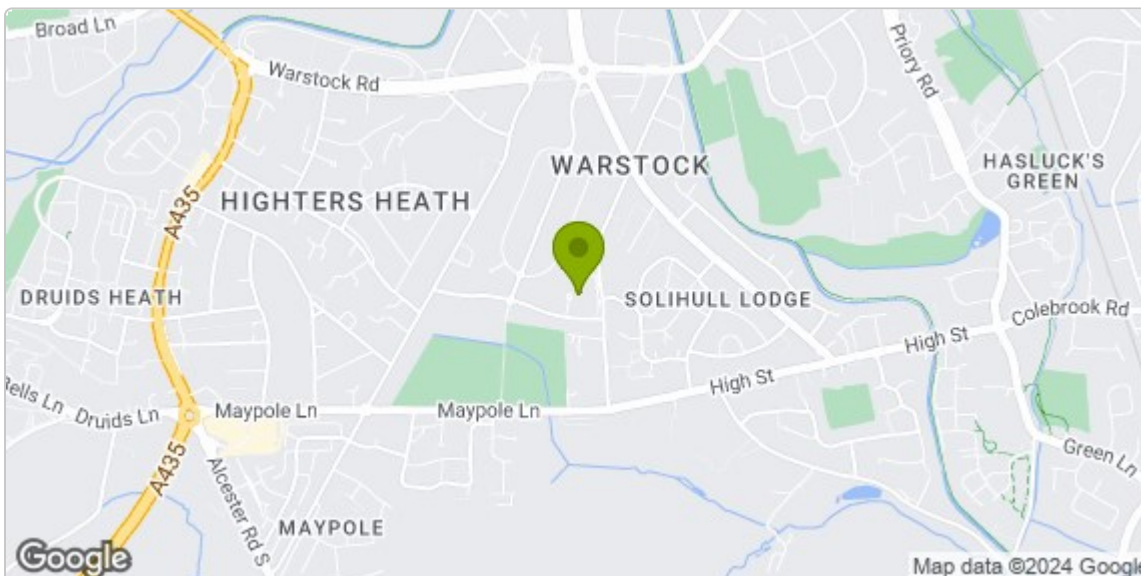 Broad Ln
Warstock Rd
Priory Rd
WARSTOCK
HASLUCK'S
GREEN
HIGHTERS HEATH
A435
DRUIDS HEATH
SOLIHULL LODGE
Colebrook Rd
High St
High St
Bells Ln
Druids Ln
Maypole Ln
Maypole Ln
Green Ln
A435
Alcester Rd S
MAYPOLE
Google
Map data ©2024 Google